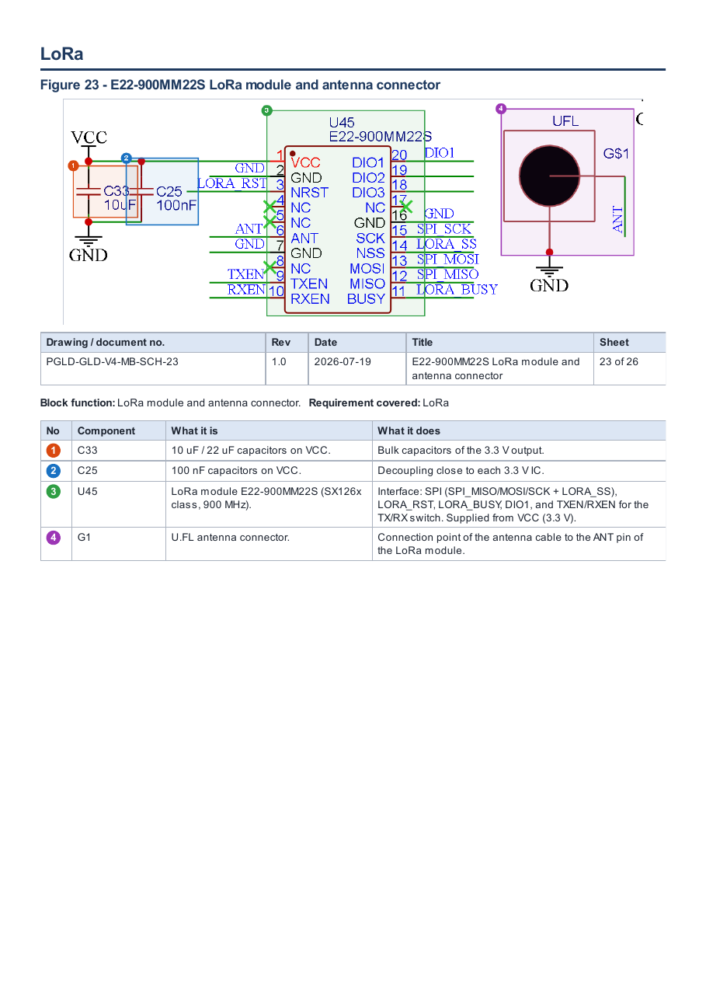 LoRa
Figure 23 - E22-900MM22S LoRa module and antenna connector
3
4
U45
E22-900MM22S
UFL
G$1
VCC
1
2
C33
10uF
C25
100nF
GND
GND
LORA_RST
ANT
GND
TXEN
RXEN
1 VCC
2 GND
3 NRST
4 NC
5 NC
6 ANT
7 GND
8 NC
9 TXEN
10 RXEN
DIO1 20 DIO1
DIO2 19
DIO3 18
NC 17
GND 16 GND
SCK 15 SPI_SCK
NSS 14 LORA_SS
MOSI 13 SPI_MOSI
MISO 12 SPI_MISO
BUSY 11 LORA_BUSY
ANT
GND
Drawing / document no. Rev Date Title Sheet
PGLD-GLD-V4-MB-SCH-23 1.0 2026-07-19 E22-900MM22S LoRa module and 23 of 26
antenna connector
Block function: LoRa module and antenna connector. Requirement covered: LoRa
No Component What it is What it does
1 C33 10 uF / 22 uF capacitors on VCC. Bulk capacitors of the 3.3 V output.
2 C25 100 nF capacitors on VCC. Decoupling close to each 3.3 V IC.
3 U45 LoRa module E22-900MM22S (SX126x Interface: SPI (SPI_MISO/MOSI/SCK + LORA_SS),
class, 900 MHz). LORA_RST, LORA_BUSY, DIO1, and TXEN/RXEN for the
TX/RX switch. Supplied from VCC (3.3 V).
4 G1 U.FL antenna connector. Connection point of the antenna cable to the ANT pin of
the LoRa module.